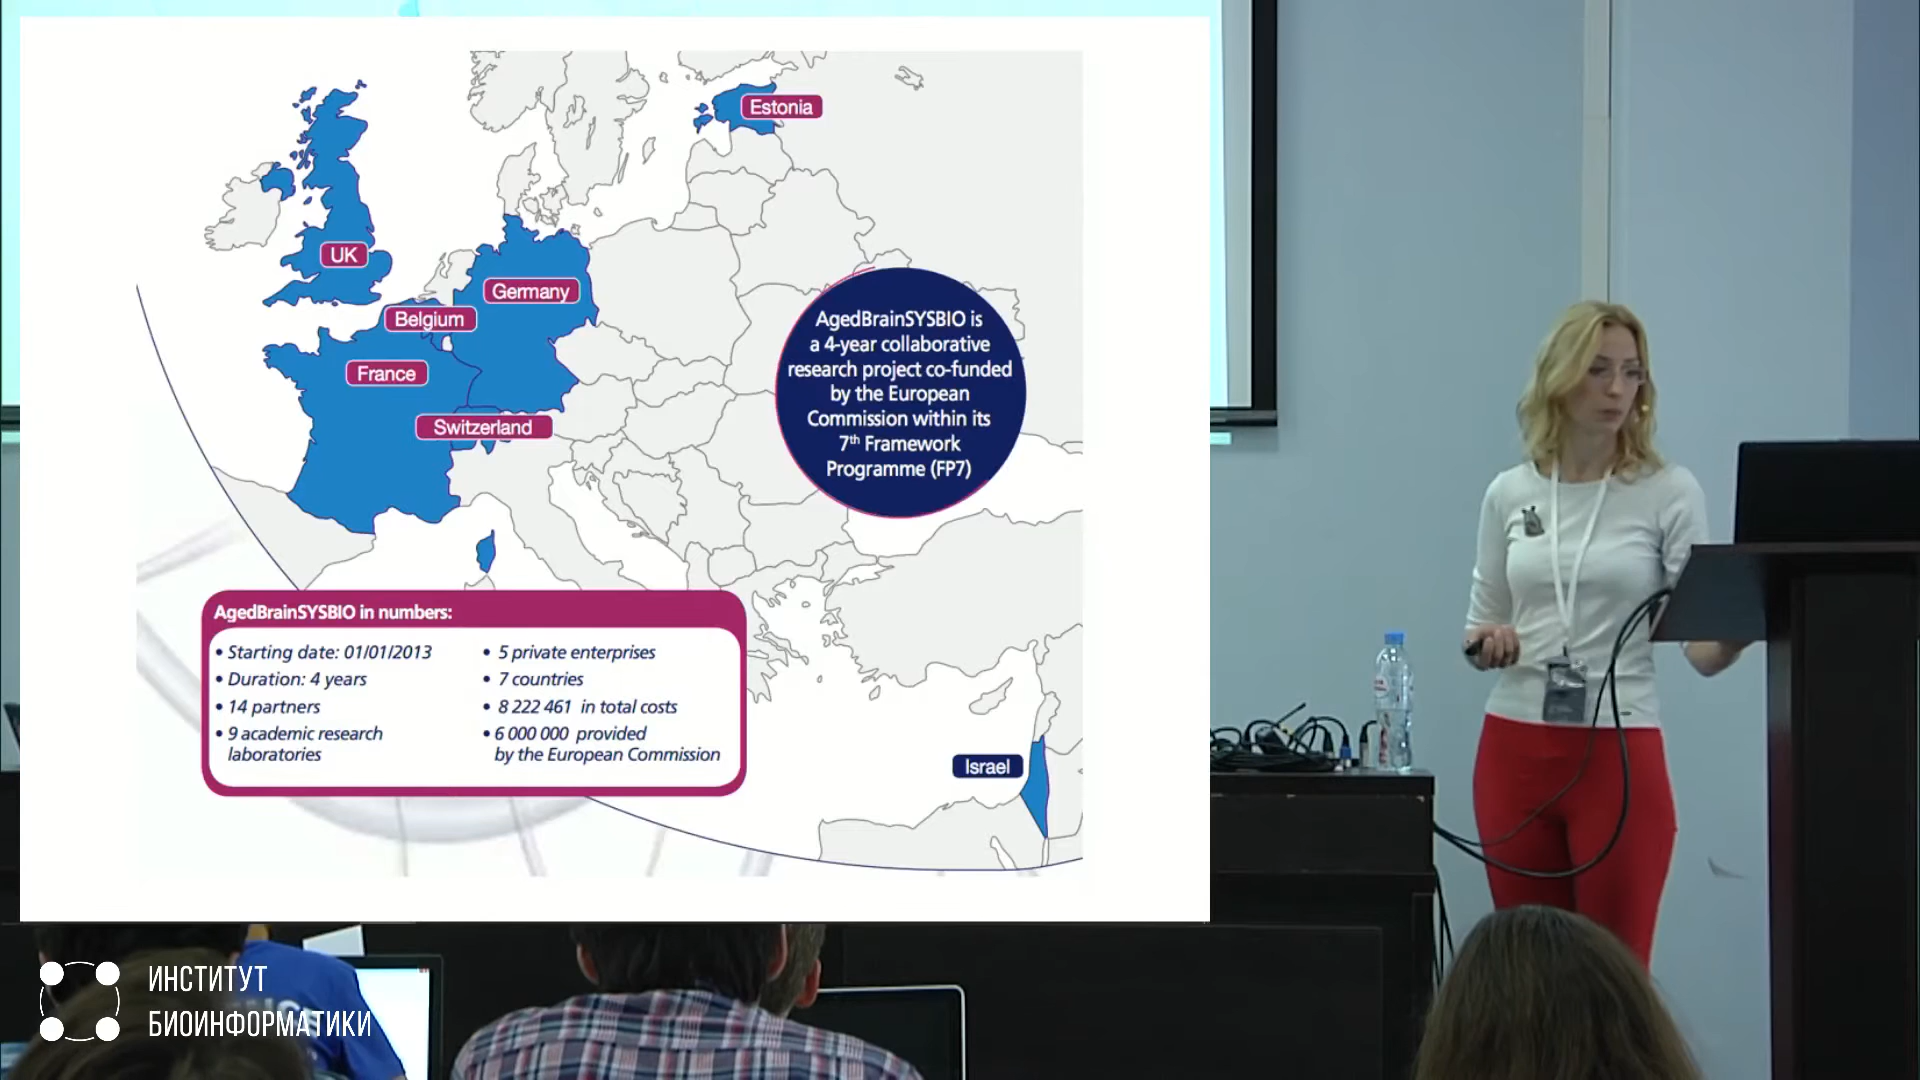 Estonia
UK
Germany
Belgium
France
Switzerland
AgedBrainSYSBIO is
a 4-year collaborative
research project co-funded
by the European
Commission within its
7th Framework
Programme (FP7)
AgedBrainSYSBIO in numbers:
• Starting date: 01/01/2013
• Duration: 4 years
• 14 partners
• 9 academic research
laboratories
• 5 private enterprises
• 7 countries
• 8 222 461 in total costs
• 6 000 000 provided
by the European Commission
Israel
ИНСТИТУТ
БИОИНФОРМАТИКИ